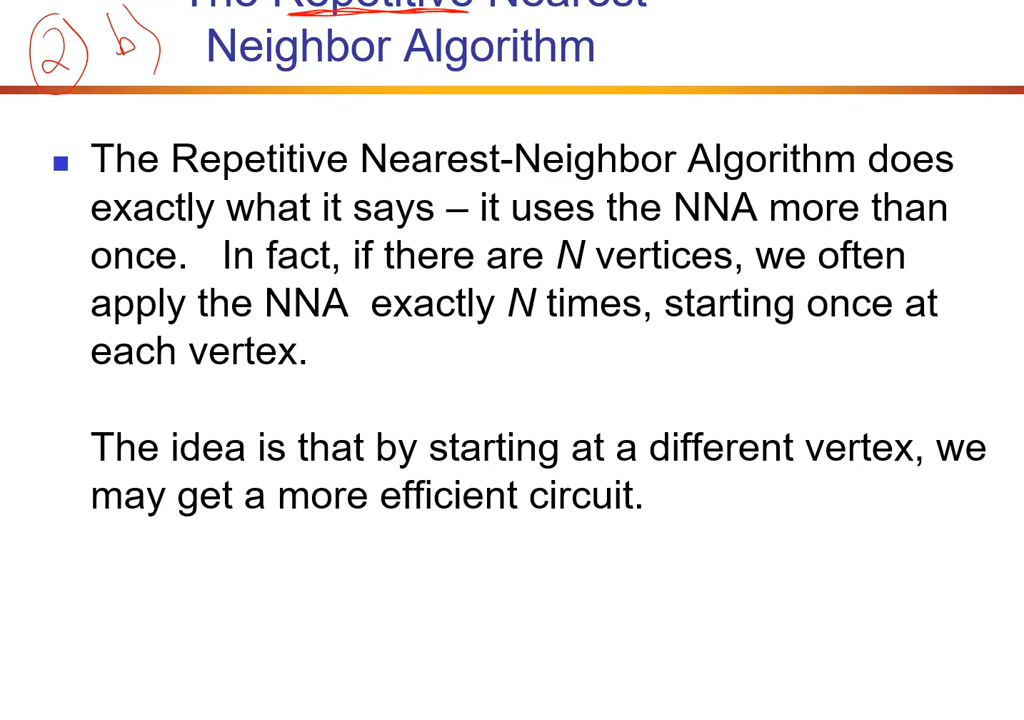 The Repetitive Nearest
2) b)
Neighbor Algorithm
The Repetitive Nearest-Neighbor Algorithm does
exactly what it says – it uses the NNA more than
once. In fact, if there are N vertices, we often
apply the NNA exactly N times, starting once at
each vertex.
The idea is that by starting at a different vertex, we
may get a more efficient circuit.